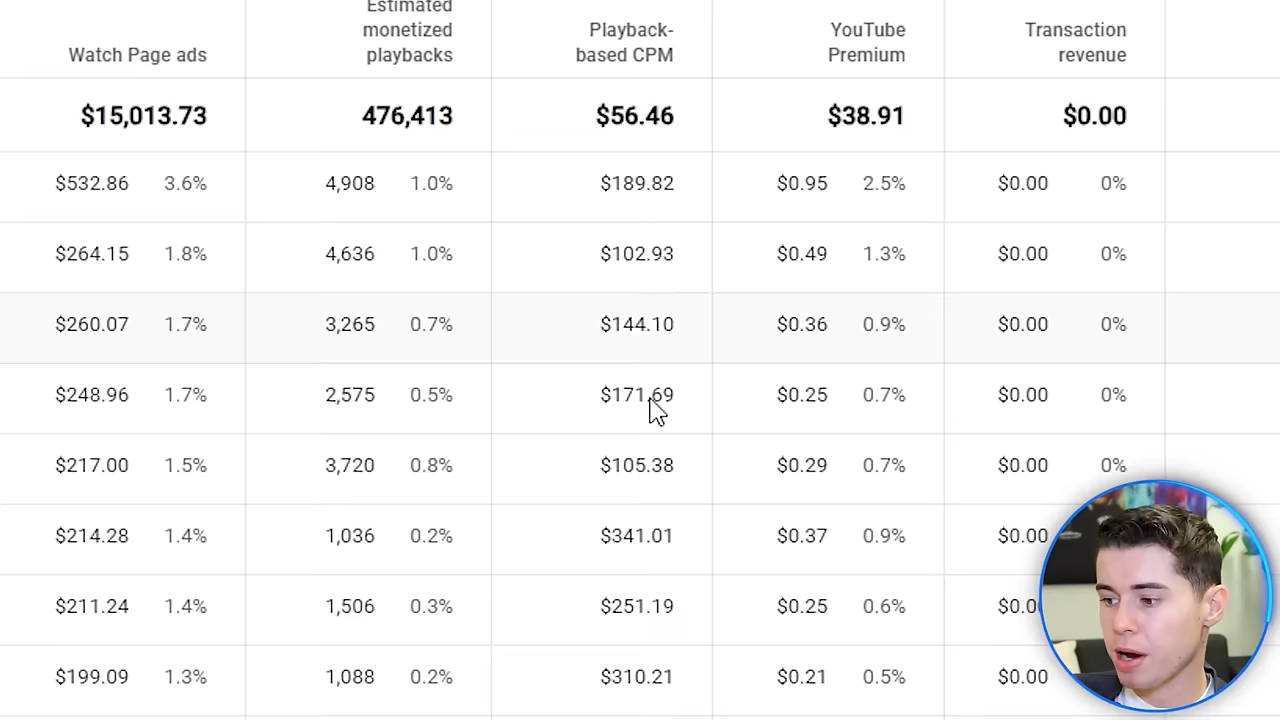 Estimated
monetized
playbacks
Watch Page ads
Playback-
based CPM
YouTube
Premium
Transaction
revenue
$15,013.73 476,413 $56.46 $38.91 $0.00
$532.86 3.6% 4,908 1.0% $189.82 $0.95 2.5% $0.00 0%
$264.15 1.8% 4,636 1.0% $102.93 $0.49 1.3% $0.00 0%
$260.07 1.7% 3,265 0.7% $144.10 $0.36 0.9% $0.00 0%
$248.96 1.7% 2,575 0.5% $171.69 $0.25 0.7% $0.00 0%
$217.00 1.5% 3,720 0.8% $105.38 $0.29 0.7% $0.00 0%
$214.28 1.4% 1,036 0.2% $341.01 $0.37 0.9% $0.00
$211.24 1.4% 1,506 0.3% $251.19 $0.25 0.6%
$199.09 1.3% 1,088 0.2% $310.21 $0.21 0.5%